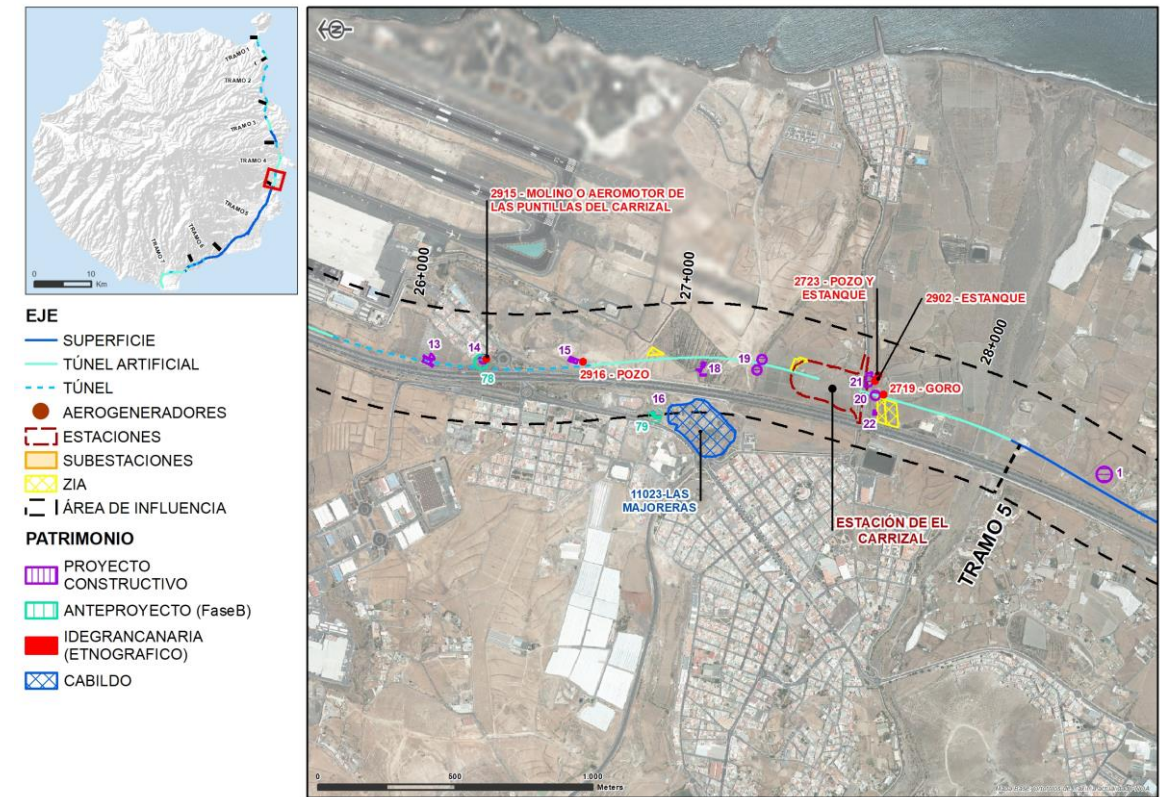 TRAMO 1
TRAMO 2
TRAMO 3
TRAMO 4
TRAMO 5
TRAMO 6
TRAMO 7
0 10
Km
EJE
SUPERFICIE
TÚNEL ARTIFICIAL
TÚNEL
AEROGENERADORES
ESTACIONES
SUBESTACIONES
ZIA
ÁREA DE INFLUENCIA
PATRIMONIO
PROYECTO
CONSTRUCTIVO
ANTEPROYECTO (FaseB)
IDEGRANCANARIA
(ETNOGRAFICO)
CABILDO
N
2915 - MOLINO O AEROMOTOR DE
LAS PUNTILLAS DEL CARRIZAL
26+000
27+000
28+000
2723 - POZO Y
ESTANQUE
2902 - ESTANQUE
13
14
78
15
2916 - POZO
18
19
21
20
2719 - GORO
22
16
79
1
11023-LAS
MAJORERAS
ESTACIÓN DE EL
CARRIZAL
TRAMO 5
0 500 1.000
Meters